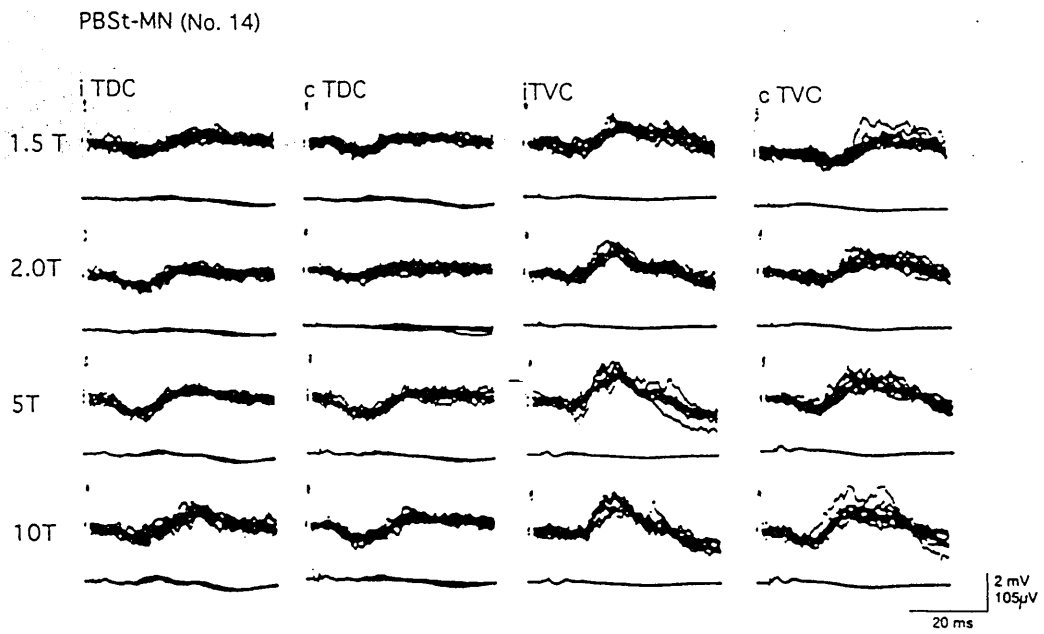 PBSt-MN (No. 14)
i TDC
c TDC
iTVC
c TVC
1.5 T
2.0T
5T
10T
2 mV
105µV
20 ms